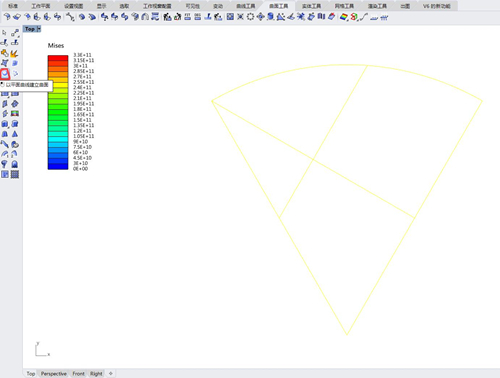 标准 工作平面 设置视图 显示 选取 工作视窗配置 可见性 变动 曲线工具 曲面工具 实体工具 网格工具 渲染工具 出图 V6 的新功能
Top
Mises
以平面曲线建立曲面
3.3E+11
3.15E+11
3E+11
2.85E+11
2.7E+11
2.55E+11
2.4E+11
2.25E+11
2.1E+11
1.95E+11
1.8E+11
1.65E+11
1.5E+11
1.35E+11
1.2E+11
1.05E+11
9E+10
7.5E+10
6E+10
4.5E+10
3E+10
0E+00
y
x
Top Perspective Front Right